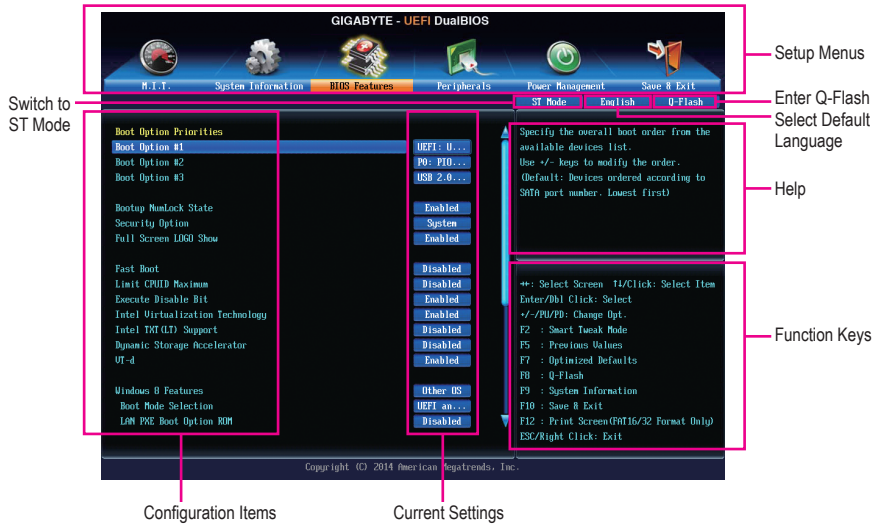 GIGABYTE - UEFI DualBIOS
M.I.T. System Information BIOS Features Peripherals Power Management Save & Exit
Setup Menus
ST Mode English Q-Flash
Switch to
ST Mode
Enter Q-Flash
Select Default
Language
Boot Option Priorities
Boot Option #1 UEFI: U...
Boot Option #2 P0: PIO...
Boot Option #3 USB 2.0...
Bootup NumLock State Enabled
Security Option System
Full Screen LOGO Show Enabled
Fast Boot Disabled
Limit CPUID Maximum Disabled
Execute Disable Bit Enabled
Intel Virtualization Technology Enabled
Intel TXT(LT) Support Disabled
Dynamic Storage Accelerator Disabled
VT-d Enabled
Windows 8 Features Other OS
Boot Mode Selection UEFI an...
LAN PXE Boot Option ROM Disabled
Specify the overall boot order from the
available devices list.
Use +/- keys to modify the order.
(Default: Devices ordered according to
SATA port number. Lowest first)
Help
→←: Select Screen ↑↓/Click: Select Item
Enter/Dbl Click: Select
+/-/PU/PD: Change Opt.
F2 : Smart Tweak Mode
F5 : Previous Values
F7 : Optimized Defaults
F8 : Q-Flash
F9 : System Information
F10 : Save & Exit
F12 : Print Screen(FAT16/32 Format Only)
ESC/Right Click: Exit
Function Keys
Copyright (C) 2014 American Megatrends, Inc.
Configuration Items
Current Settings